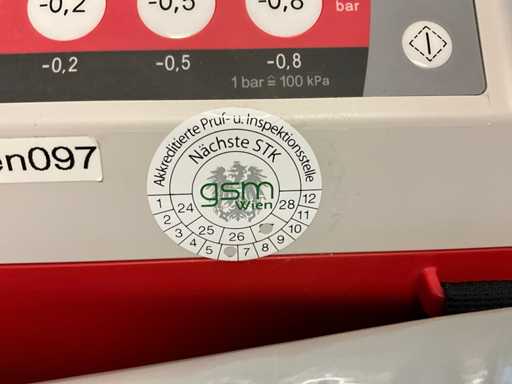 -0,2 -0,5 -0,8 bar
-0,2 -0,5 -0,8
1 bar ≙ 100 kPa
en097
Akkreditierte Prüf- u. inspektionsstelle
Nächste STK
gsm
Wien
24 25 26 28
1 2 3 4 5 7 8 9 10 11 12